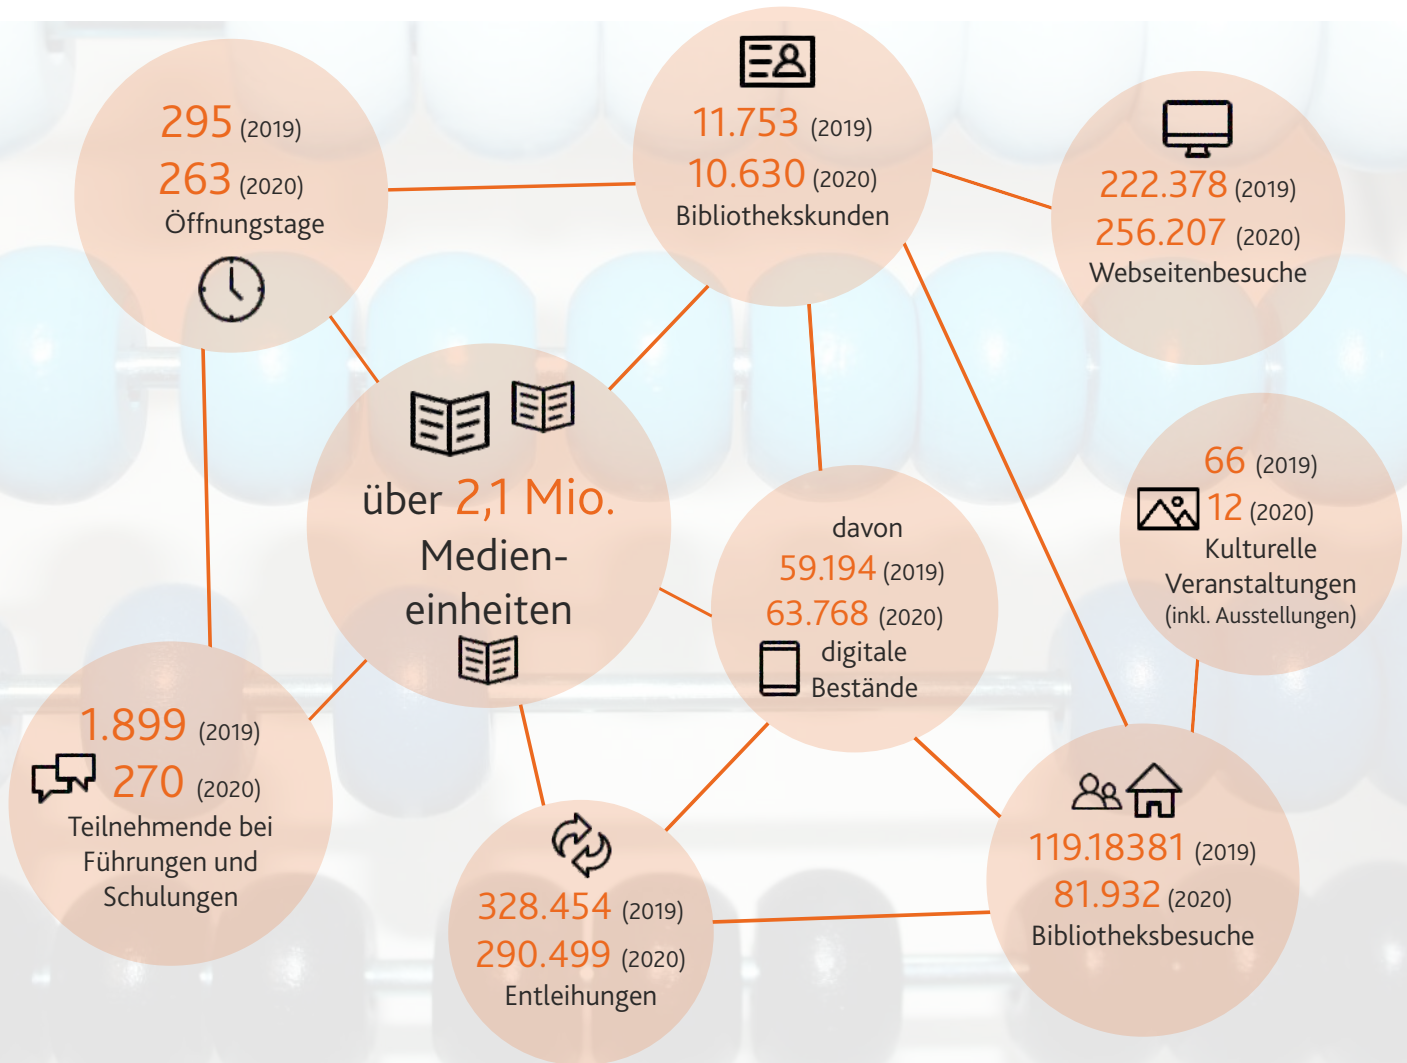 295 (2019)
263 (2020)
Öffnungstage
11.753 (2019)
10.630 (2020)
Bibliothekskunden
222.378 (2019)
256.207 (2020)
Webseitenbesuche
über 2,1 Mio.
Medien-
einheiten
davon
59.194 (2019)
63.768 (2020)
digitale
Bestände
66 (2019)
12 (2020)
Kulturelle
Veranstaltungen
(inkl. Ausstellungen)
1.899 (2019)
270 (2020)
Teilnehmende bei
Führungen und
Schulungen
328.454 (2019)
290.499 (2020)
Entleihungen
119.18381 (2019)
81.932 (2020)
Bibliotheksbesuche